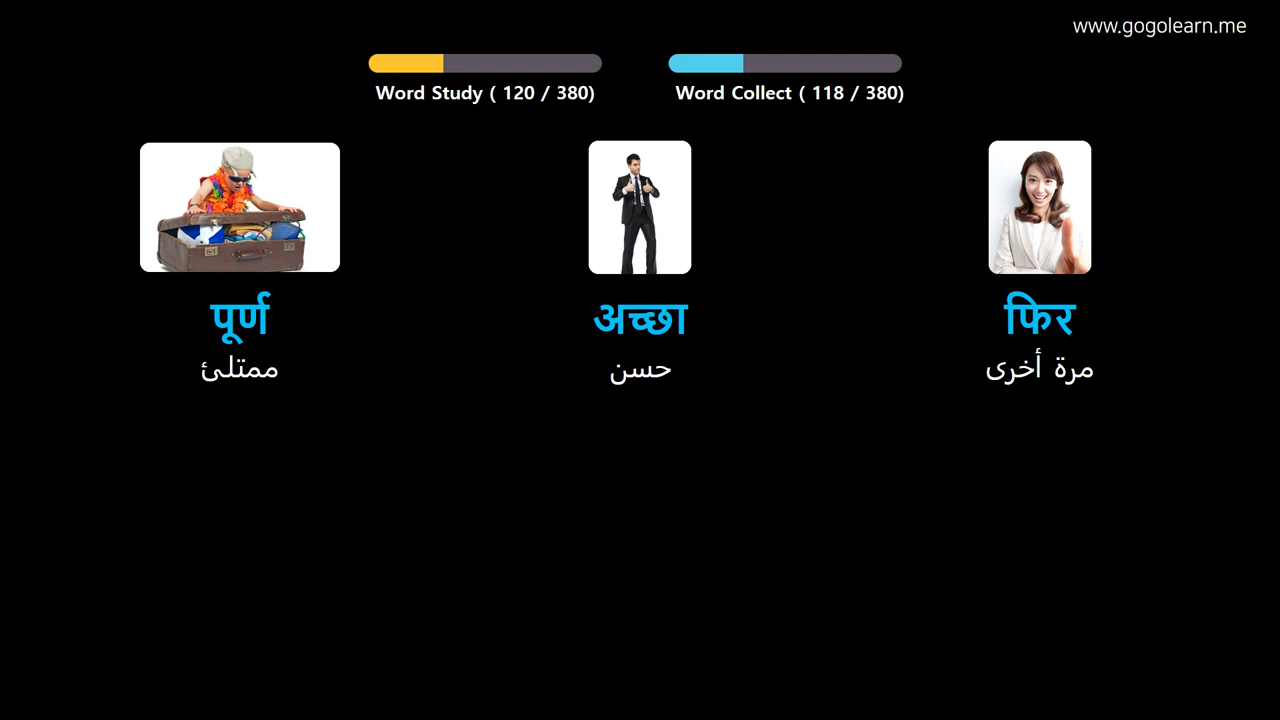 www.gogolearn.me
Word Study ( 120 / 380)
Word Collect ( 118 / 380)
पूर्ण
अच्छा
फिर
ممتلئ
حسن
مرة أخرى